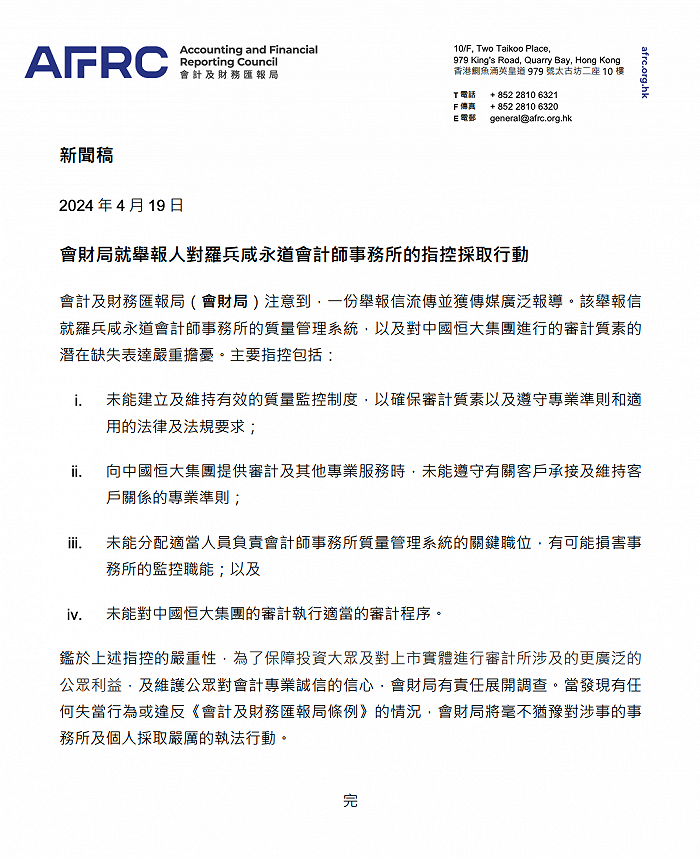 AFRC
Accounting and Financial
Reporting Council
會計及財務匯報局
10/F, Two Taikoo Place,
979 King's Road, Quarry Bay, Hong Kong
香港鰂魚涌英皇道 979 號太古坊二座 10 樓
T 電話 + 852 2810 6321
F 傳真 + 852 2810 6320
E 電郵 general@afrc.org.hk
afrc.org.hk
新聞稿
2024 年 4 月 19 日
會財局就舉報人對羅兵咸永道會計師事務所的指控採取行動
會計及財務匯報局（會財局）注意到，一份舉報信流傳並獲傳媒廣泛報導。該舉報信
就羅兵咸永道會計師事務所的質量管理系統，以及對中國恒大集團進行的審計質素的
潛在缺失表達嚴重擔憂。主要指控包括：
i. 未能建立及維持有效的質量監控制度，以確保審計質素以及遵守專業準則和適
用的法律及法規要求；
ii. 向中國恒大集團提供審計及其他專業服務時，未能遵守有關客戶承接及維持客
戶關係的專業準則；
iii. 未能分配適當人員負責會計師事務所質量管理系統的關鍵職位，有可能損害事
務所的監控職能；以及
iv. 未能對中國恒大集團的審計執行適當的審計程序。
鑑於上述指控的嚴重性，為了保障投資大眾及對上市實體進行審計所涉及的更廣泛的
公眾利益，及維護公眾對會計專業誠信的信心，會財局有責任展開調查。當發現有任
何失當行為或違反《會計及財務匯報局條例》的情況，會財局將毫不猶豫對涉事的事
務所及個人採取嚴厲的執法行動。
完